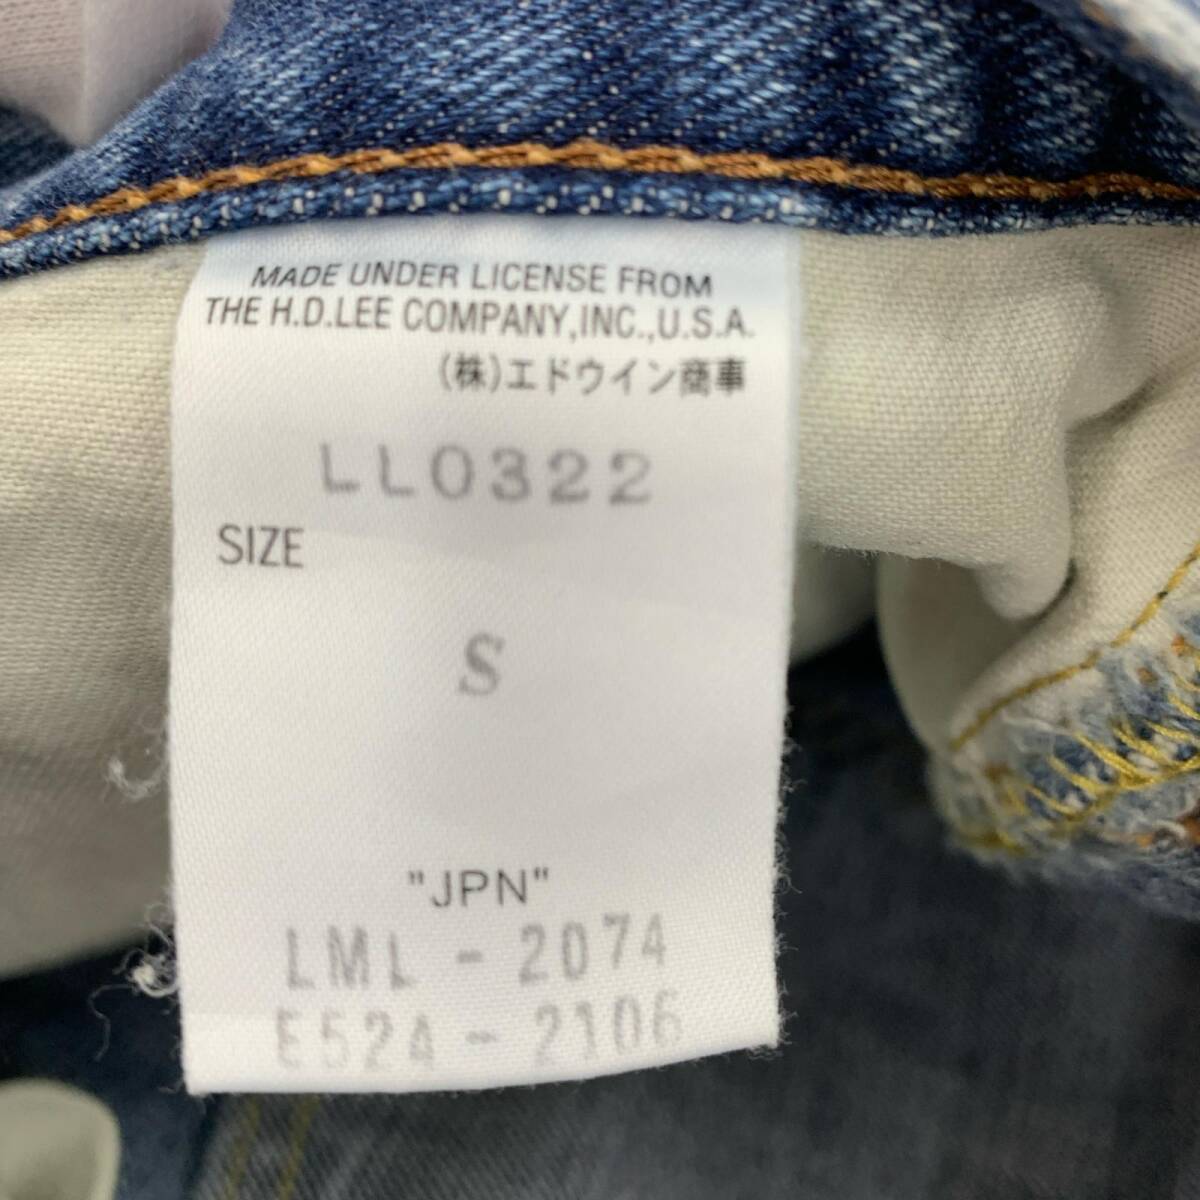 MADE UNDER LICENSE FROM
THE H.D.LEE COMPANY,INC.,U.S.A.
(株)エドウイン商事
LL0322
SIZE
S
"JPN"
LML - 2074
E524 - 2106